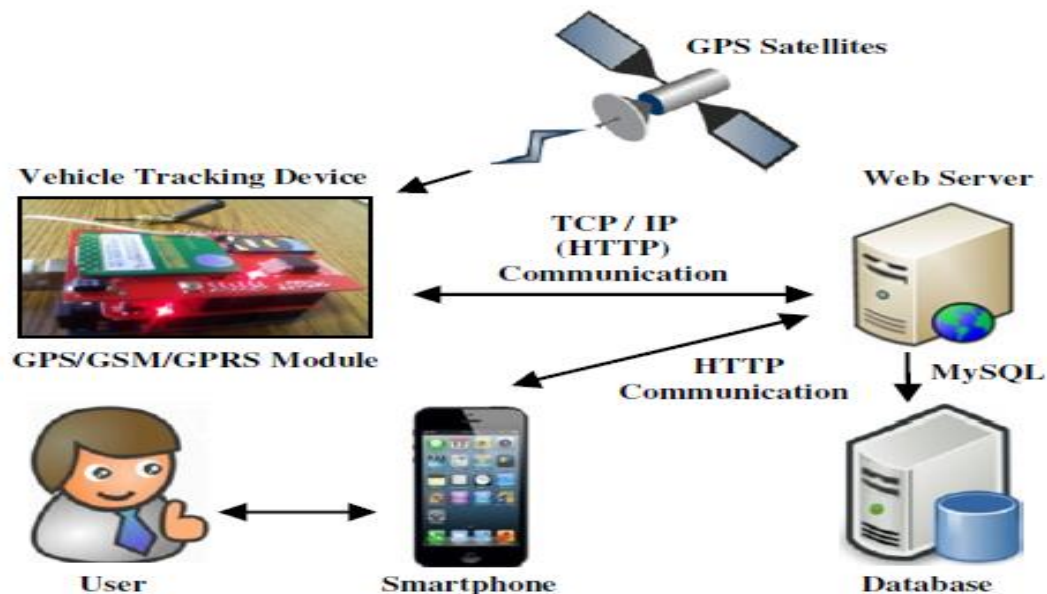 GPS Satellites
Vehicle Tracking Device
Web Server
TCP / IP
(HTTP)
Communication
GPS/GSM/GPRS Module
HTTP
Communication
MySQL
User
Smartphone
Database